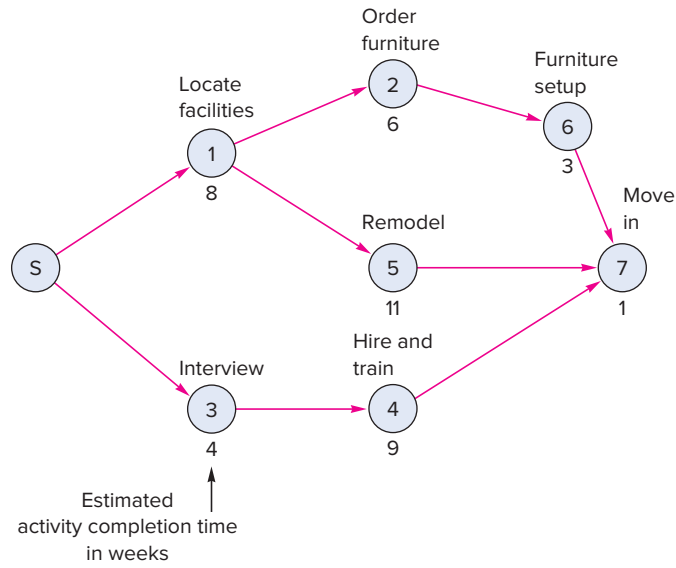 Order
furniture
2
6
Furniture
setup
6
3
Locate
facilities
1
8
Move
in
7
1
Remodel
5
11
S
Interview
3
4
Hire and
train
4
9
Estimated
activity completion time
in weeks